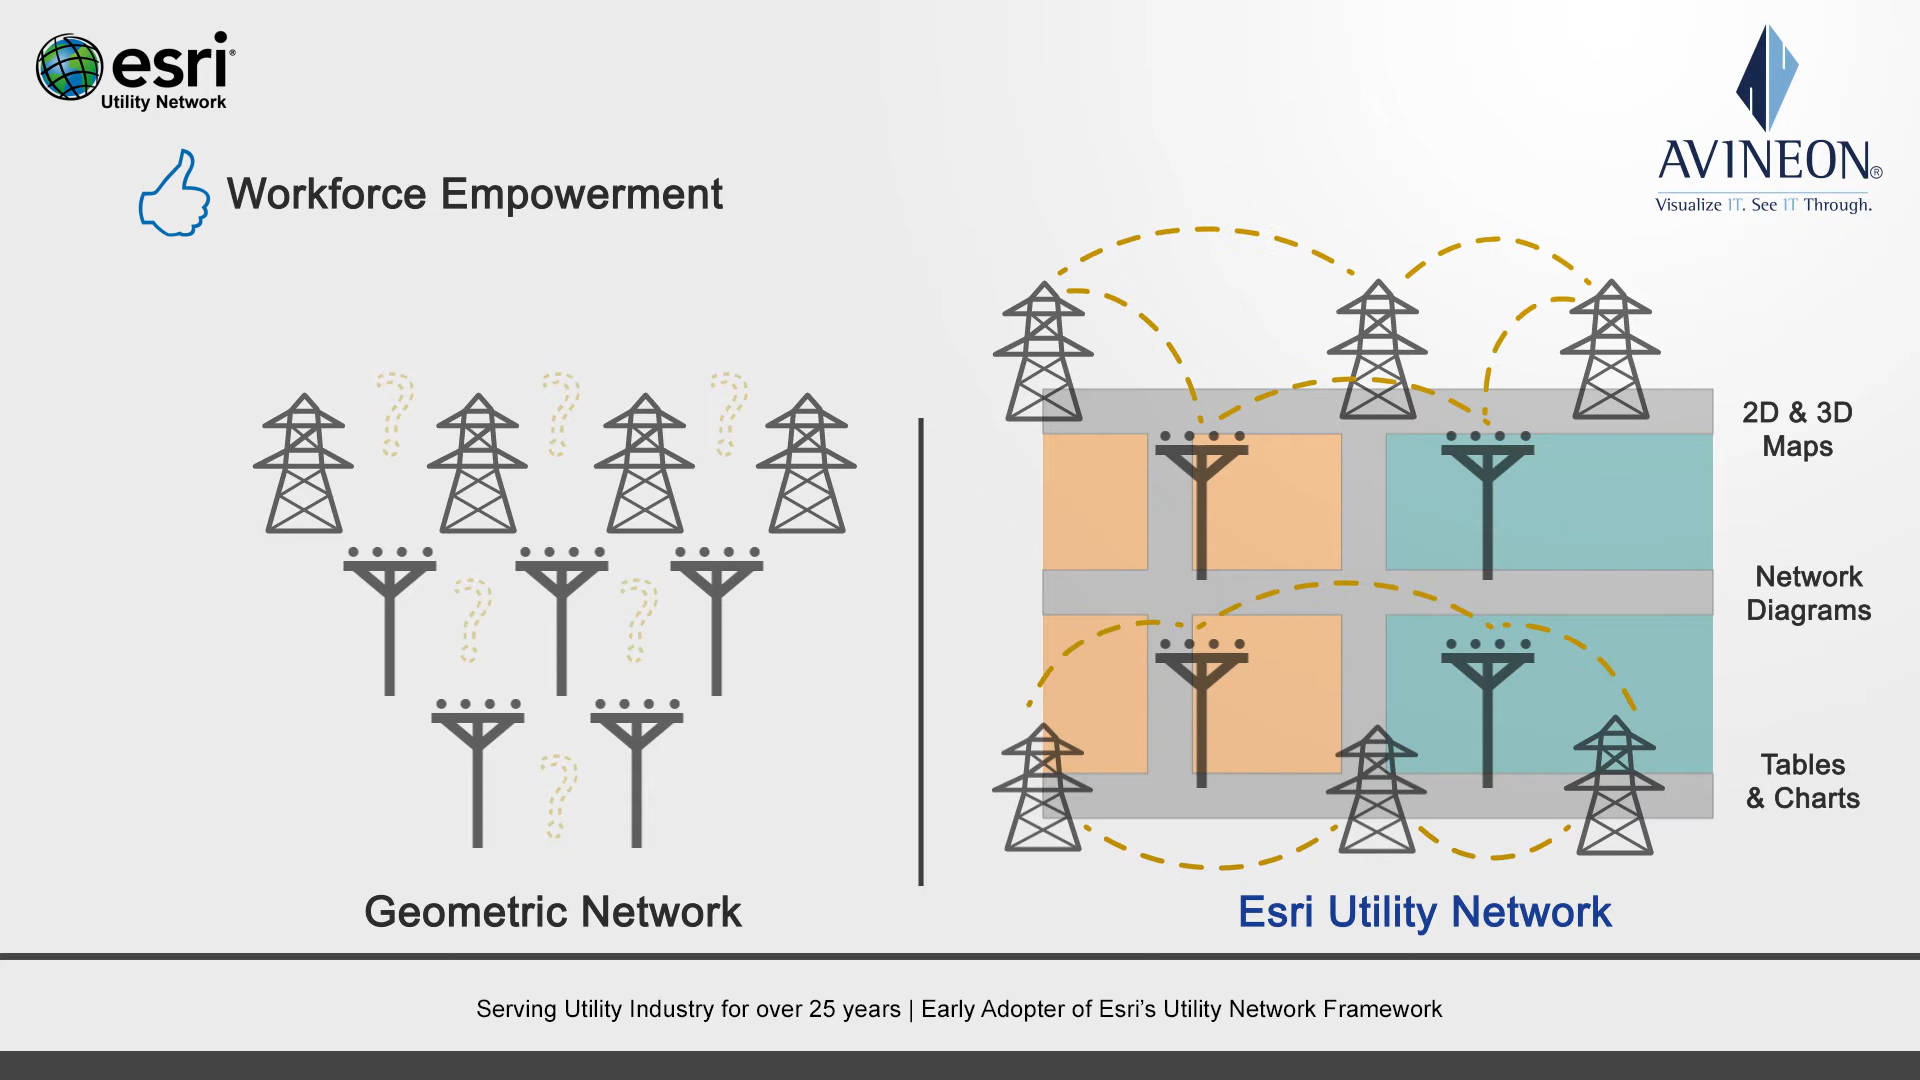 esri®
Utility Network
AVINEON®
Visualize IT. See IT Through.
Workforce Empowerment
? ? ?
? ?
?
2D & 3D
Maps
Network
Diagrams
Tables
& Charts
Geometric Network
Esri Utility Network
Serving Utility Industry for over 25 years | Early Adopter of Esri’s Utility Network Framework